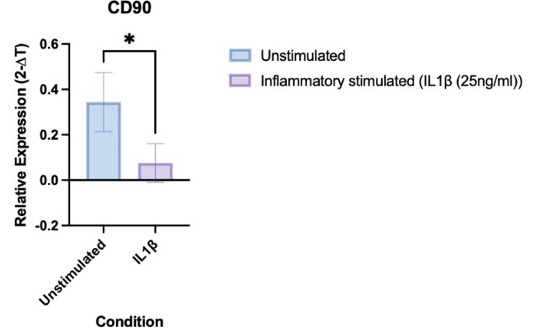 CD90
*
Unstimulated
Inflammatory stimulated (IL1β (25ng/ml))
Relative Expression (2-ΔT)
0.6
0.4
0.2
0.0
-0.2
Unstimulated
IL1β
Condition